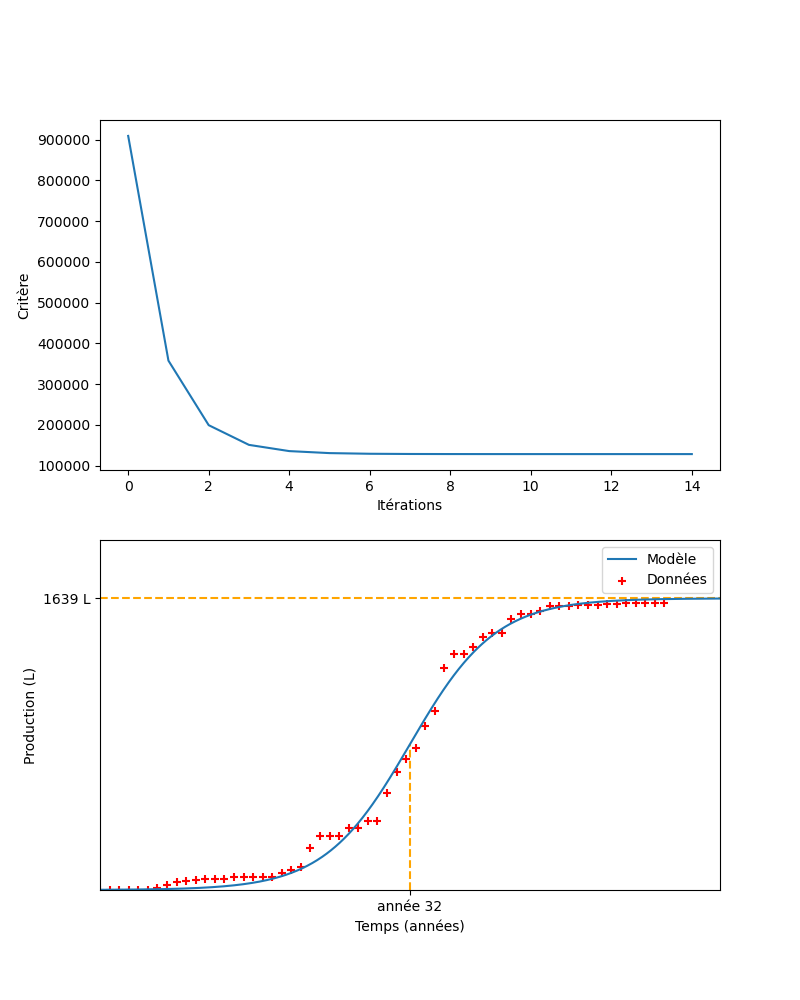 900000
800000
700000
600000
500000
400000
300000
200000
100000
Critère
0 2 4 6 8 10 12 14
Itérations
Modèle
Données
1639 L
Production (L)
année 32
Temps (années)